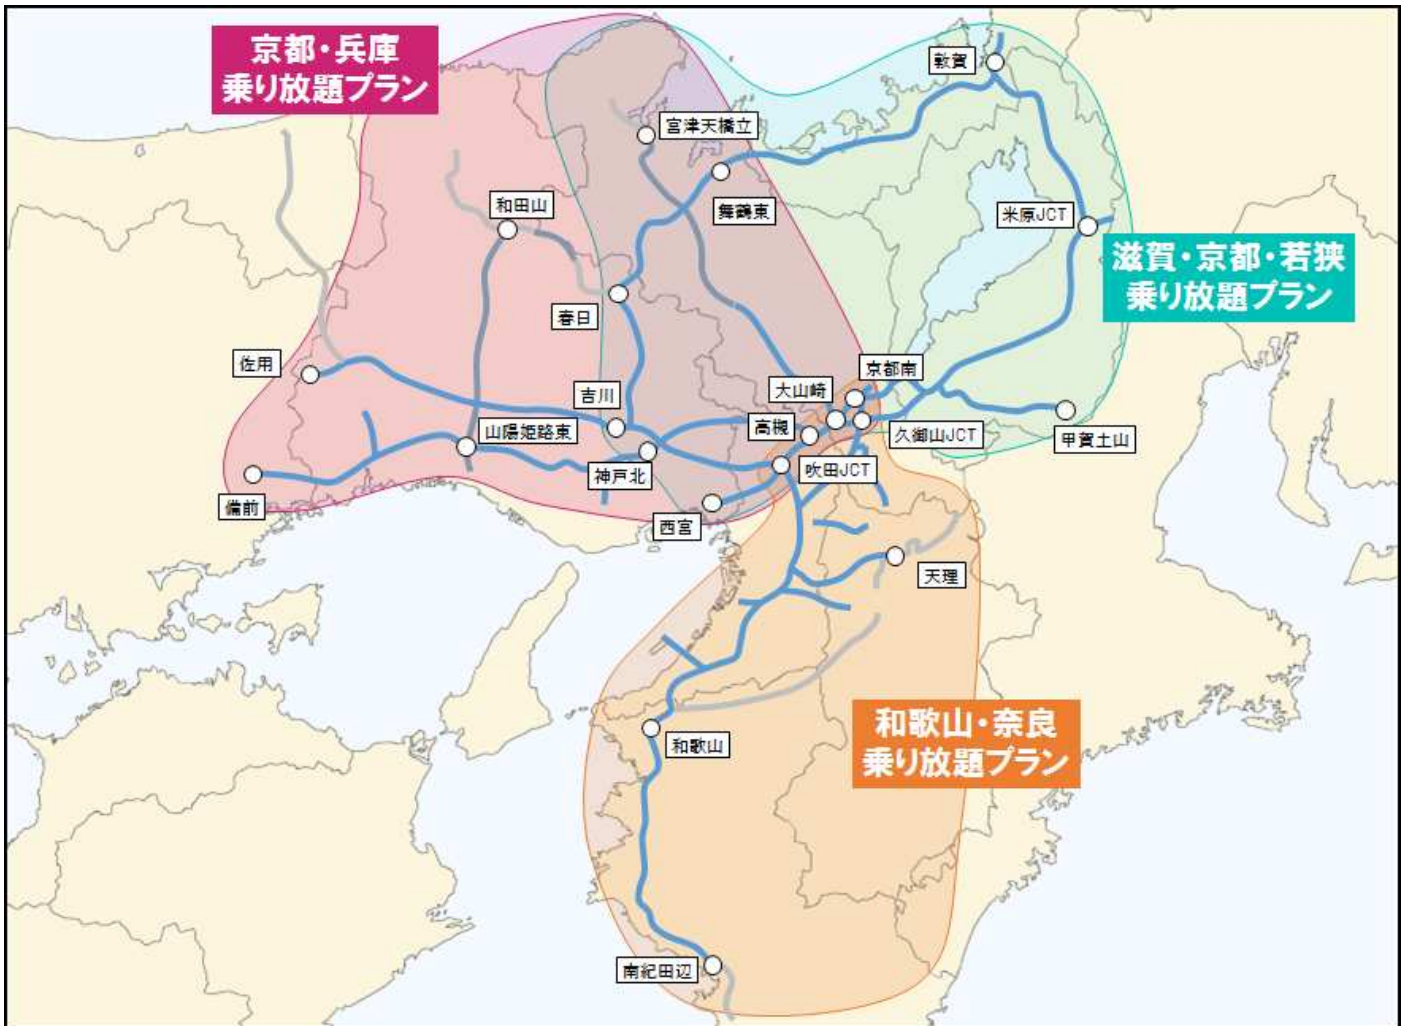 京都・兵庫
乗り放題プラン
敦賀
宮津天橋立
舞鶴東
和田山
米原JCT
滋賀・京都・若狭
乗り放題プラン
春日
佐用
京都南
大山崎
吉川
高槻
山陽姫路東
久御山JCT
甲賀土山
神戸北
吹田JCT
備前
西宮
天理
和歌山・奈良
乗り放題プラン
和歌山
南紀田辺